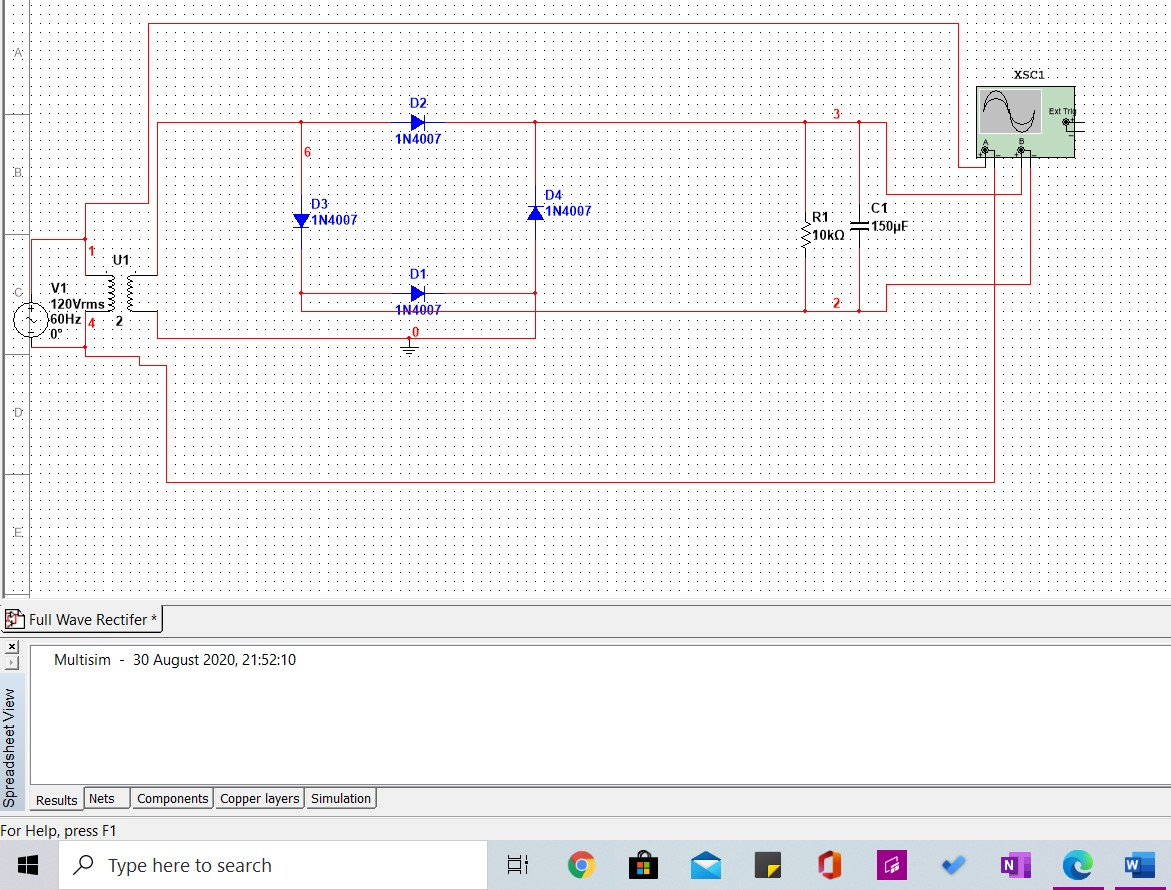 XSC1
A
Ext Trig
D2
1N4007
3
A
B
6
B
D4
1N4007
D3
1N4007
R1
10kΩ
C1
150µF
1
U1
D1
1N4007
C
V1
120Vrms
60Hz
0°
4
2
2
0
D
E
Full Wave Rectifer *
Multisim - 30 August 2020, 21:52:10
Spreadsheet View
Results Nets Components Copper layers Simulation
For Help, press F1
Type here to search
N
W